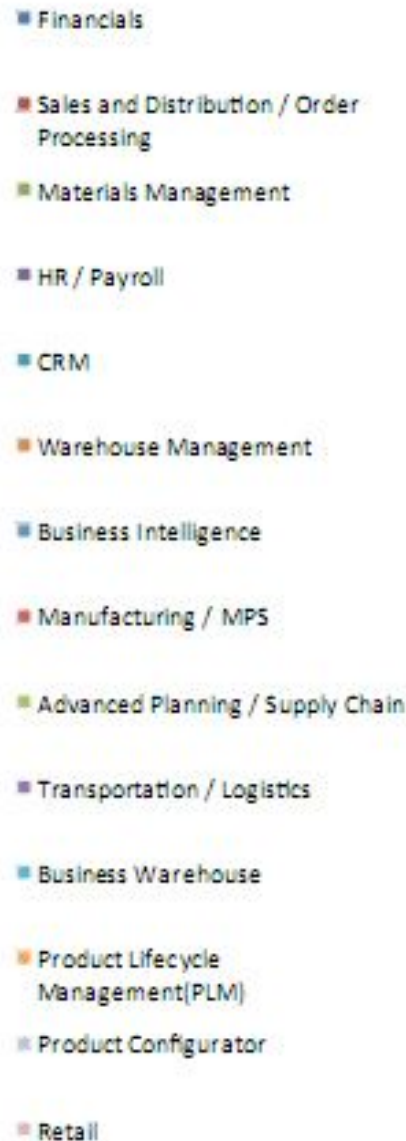 Financials
Sales and Distribution / Order
Processing
Materials Management
HR / Payroll
CRM
Warehouse Management
Business Intelligence
Manufacturing / MPS
Advanced Planning / Supply Chain
Transportation / Logistics
Business Warehouse
Product Lifecycle
Management(PLM)
Product Configurator
Retail